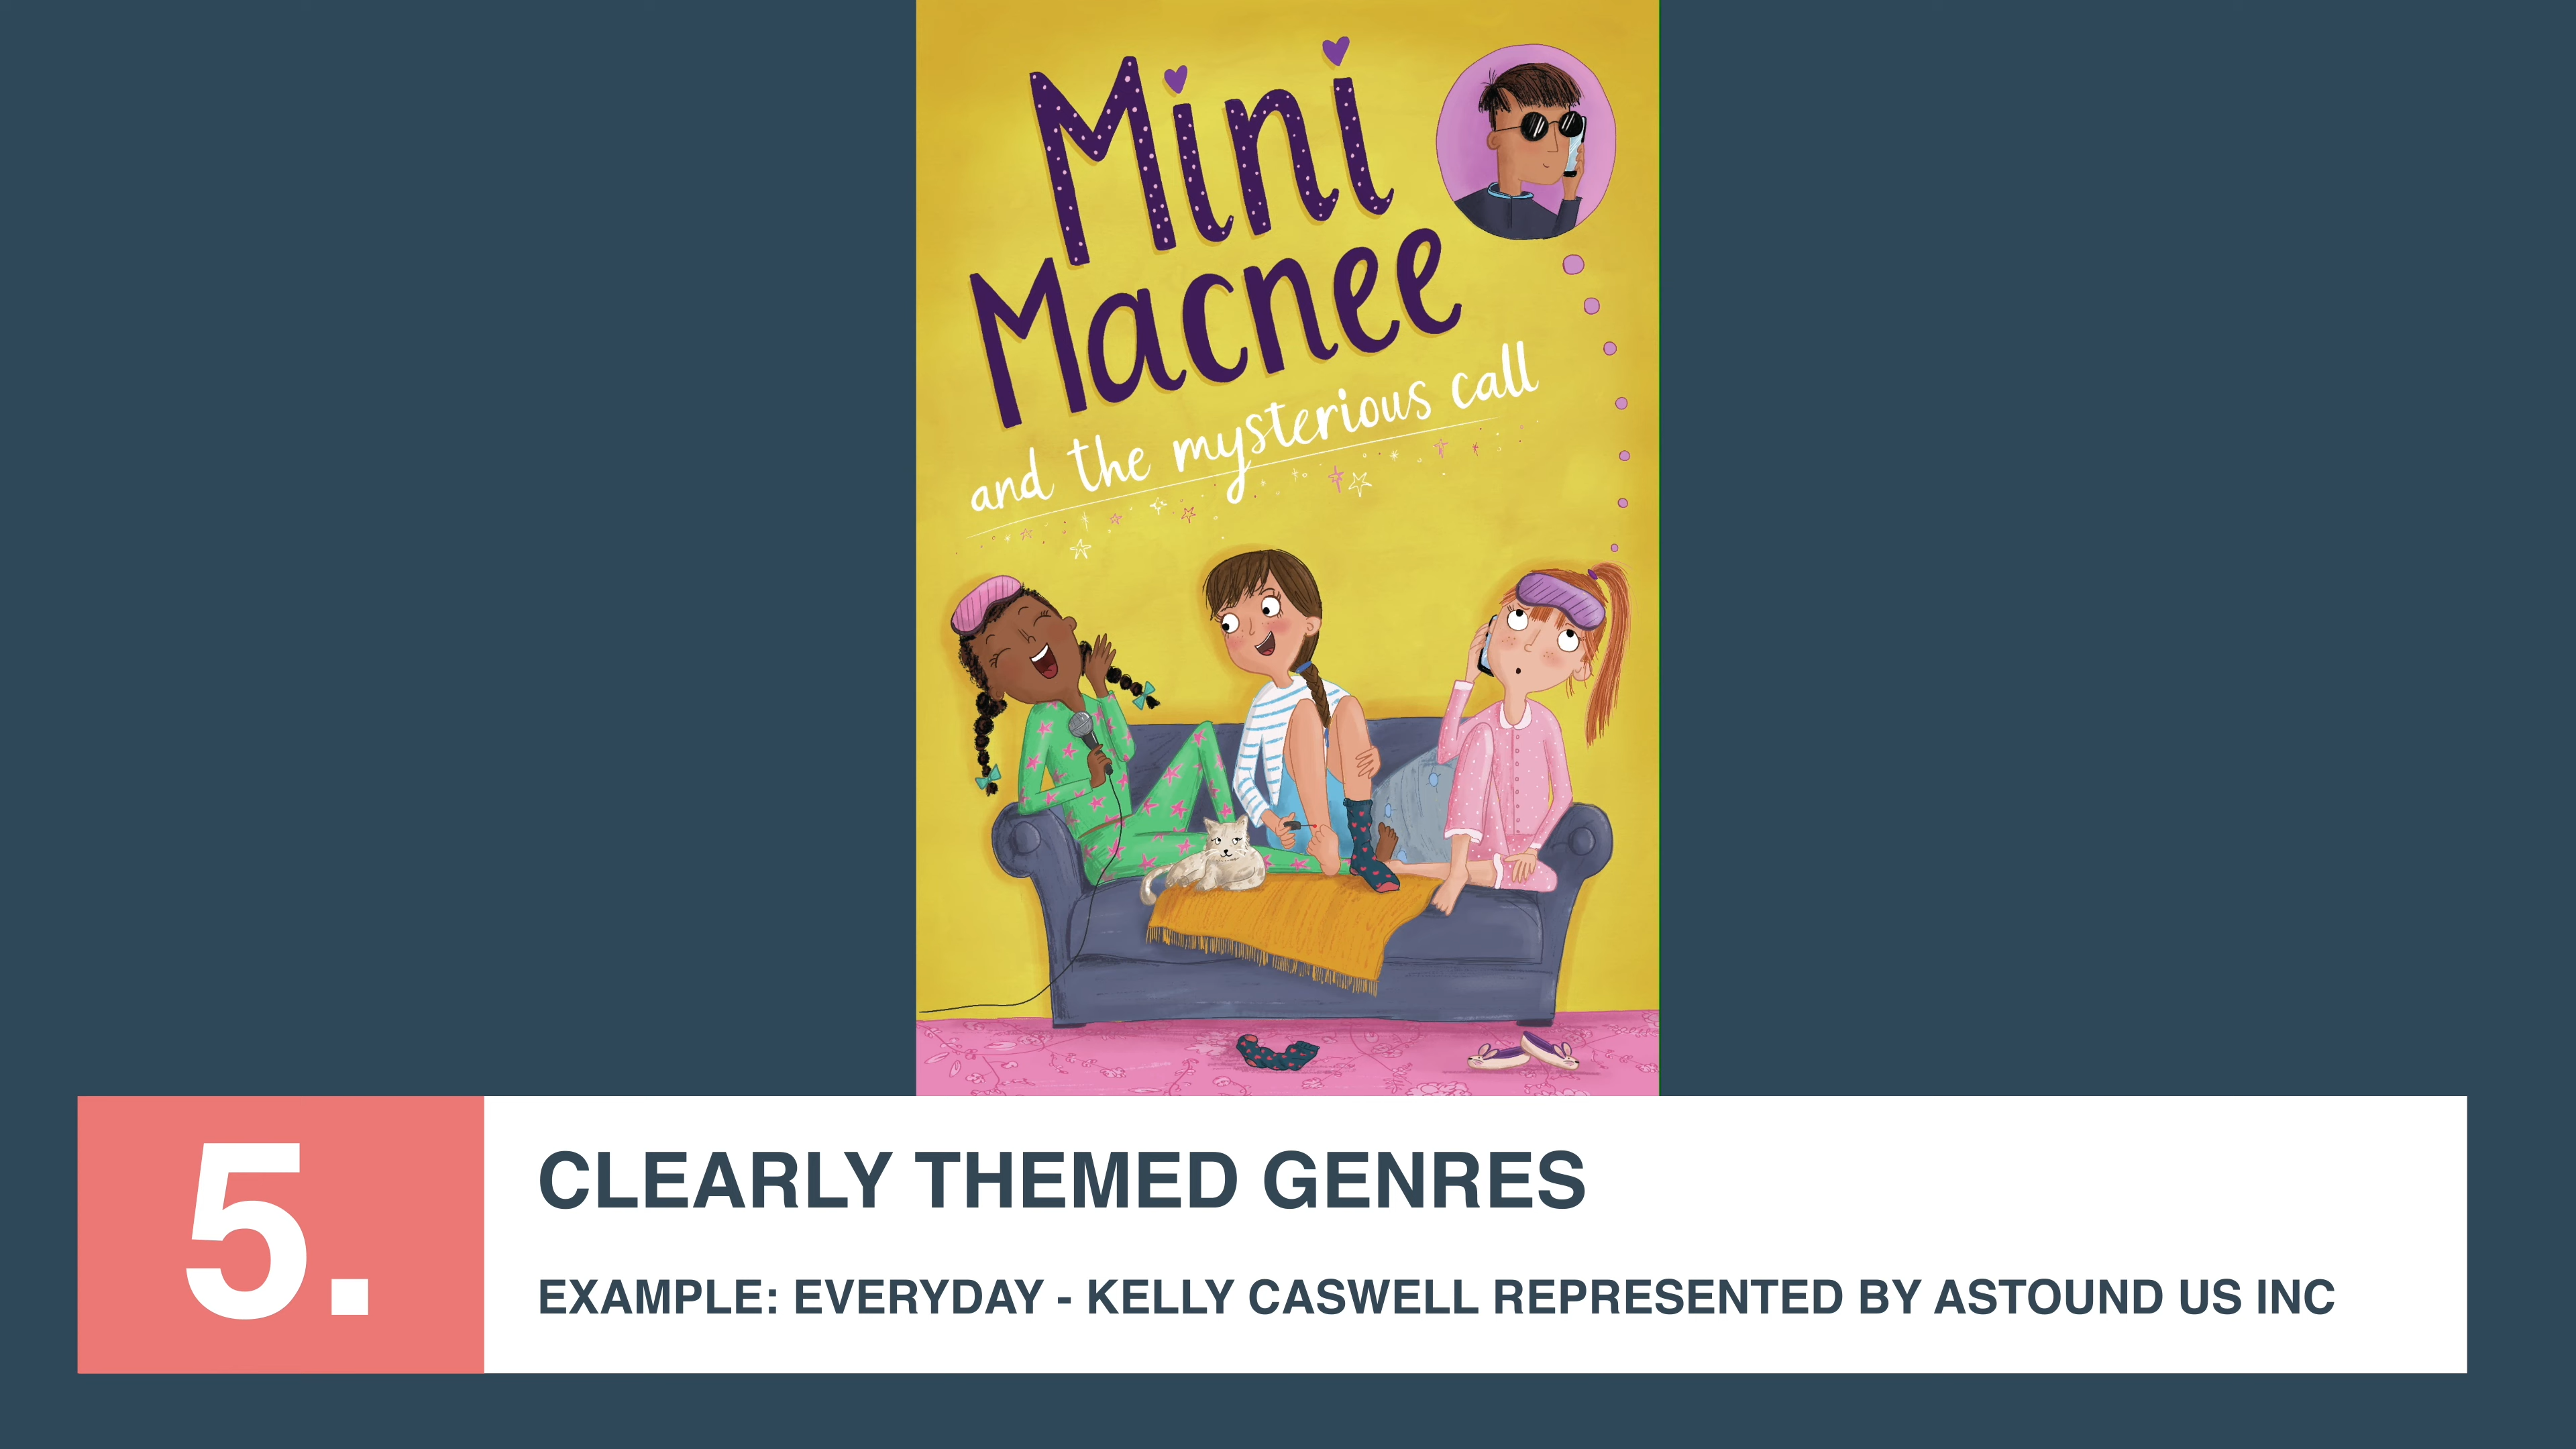 Mini
Macnee
and the mysterious call
5.
CLEARLY THEMED GENRES
EXAMPLE: EVERYDAY - KELLY CASWELL REPRESENTED BY ASTOUND US INC